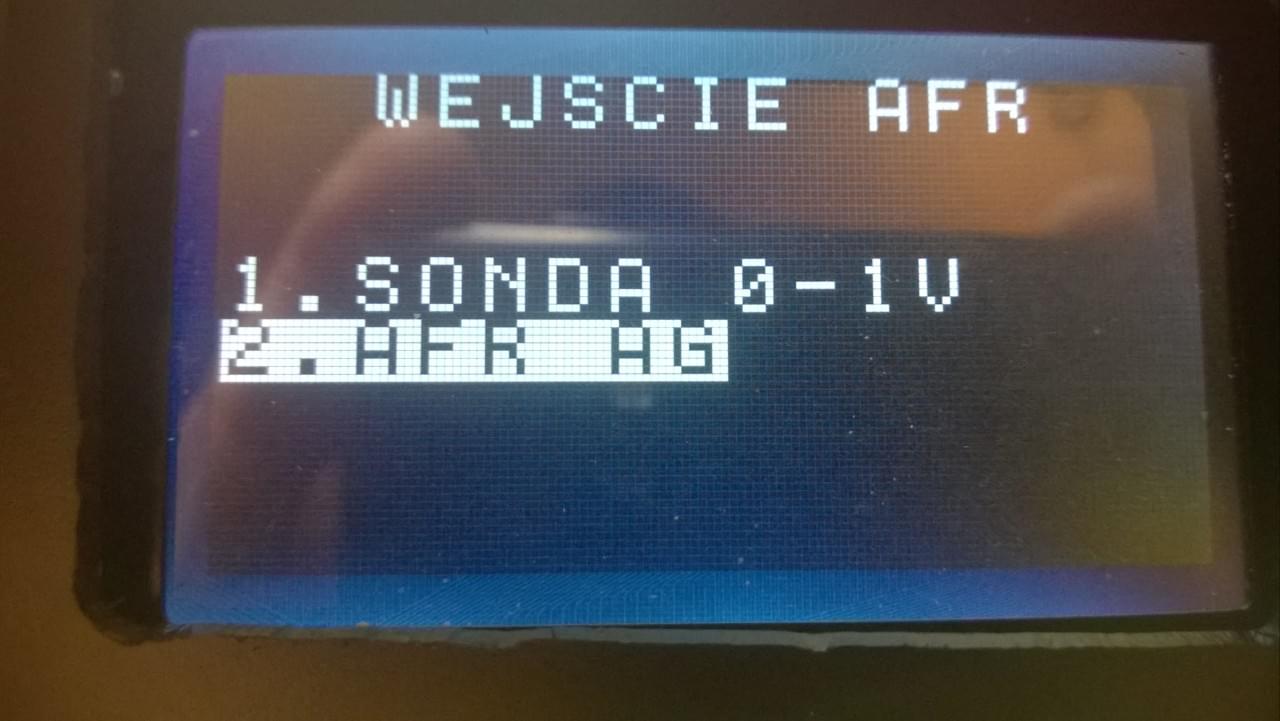 WEJSCIE AFR
1.SONDA 0-1V
2.AFR AG